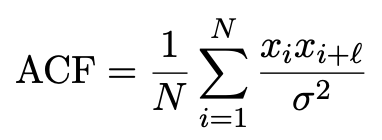 ACF = \frac{1}{N} \sum_{i=1}^{N} \frac{x_i x_{i+\ell}}{\sigma^2}